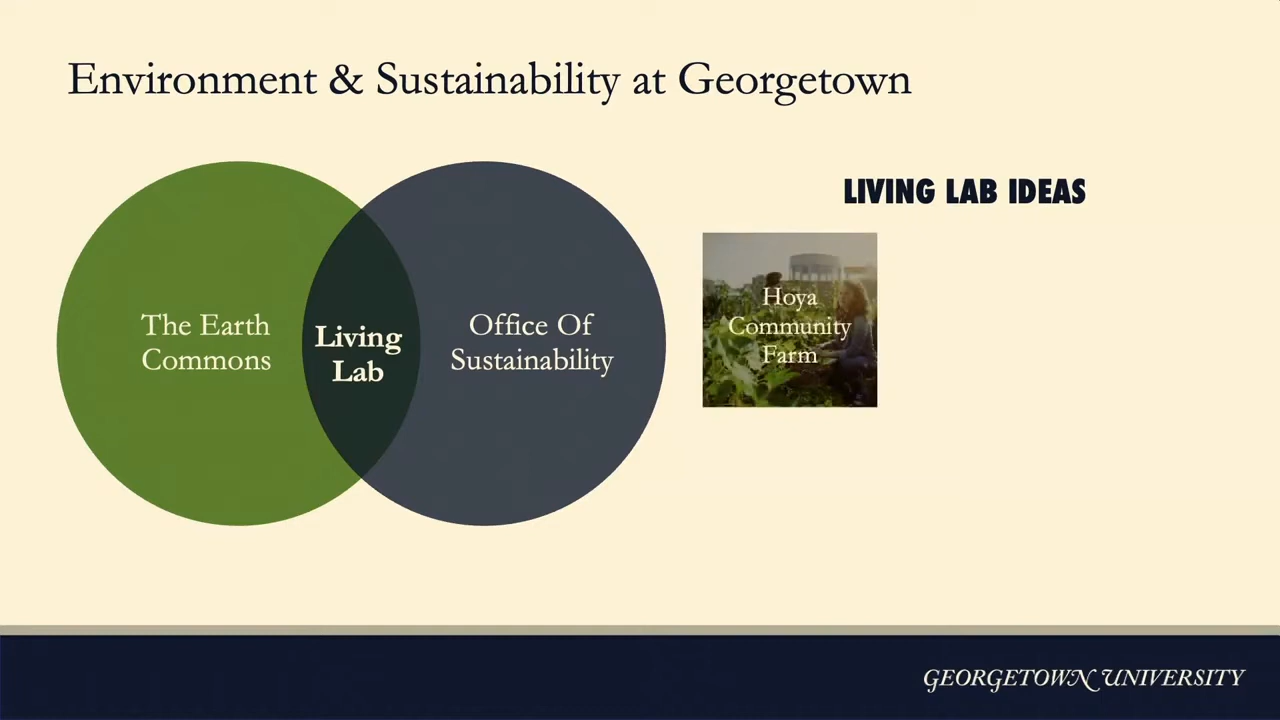 Environment & Sustainability at Georgetown
The Earth
Commons
Living
Lab
Office Of
Sustainability
LIVING LAB IDEAS
Hoya
Community
Farm
GEORGETOWN UNIVERSITY